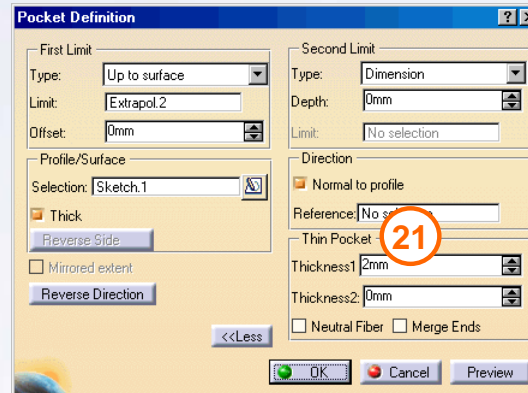 Pocket Definition
First Limit
Type: Up to surface
Limit: Extrapol.2
Offset: 0mm
Profile/Surface
Selection: Sketch.1
Thick
Reverse Side
Mirrored extent
Reverse Direction
<<Less
Second Limit
Type: Dimension
Depth: 0mm
Limit: No selection
Direction
Normal to profile
Reference: No
21
Thin Pocket
Thickness1 2mm
Thickness2: 0mm
Neutral Fiber
Merge Ends
OK
Cancel
Preview